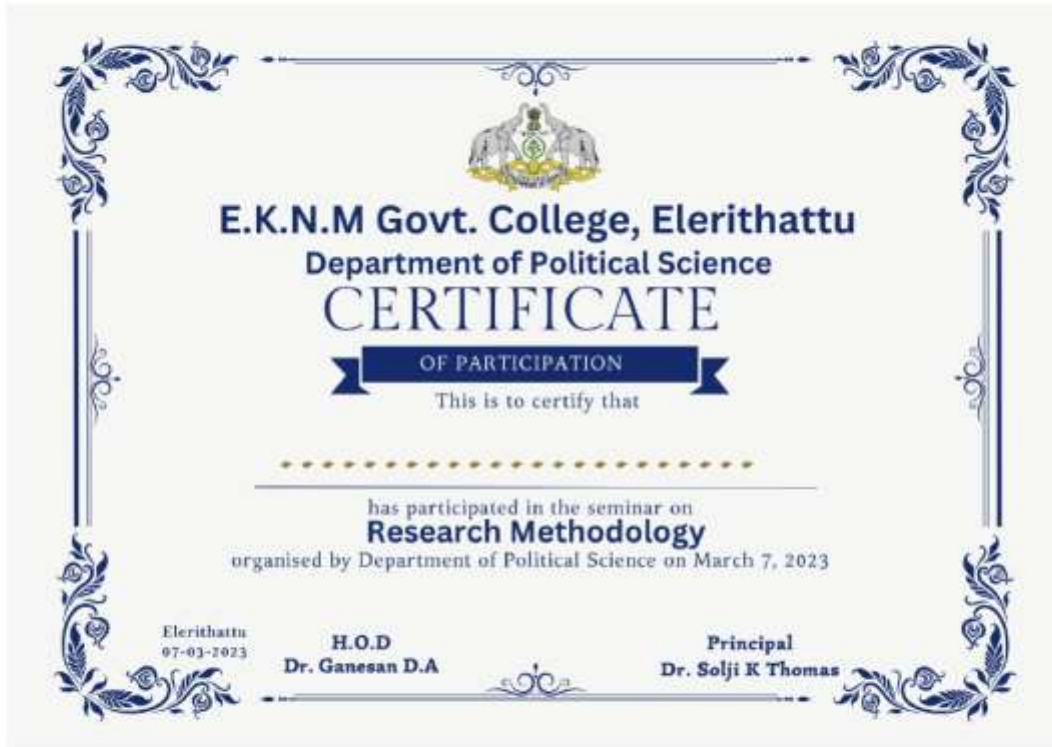 E.K.N.M Govt. College, Elerithattu
Department of Political Science
CERTIFICATE
OF PARTICIPATION
This is to certify that
has participated in the seminar on
Research Methodology
organised by Department of Political Science on March 7, 2023
Elerithattu
07-03-2023
H.O.D
Dr. Ganesan D.A
Principal
Dr. Solji K Thomas